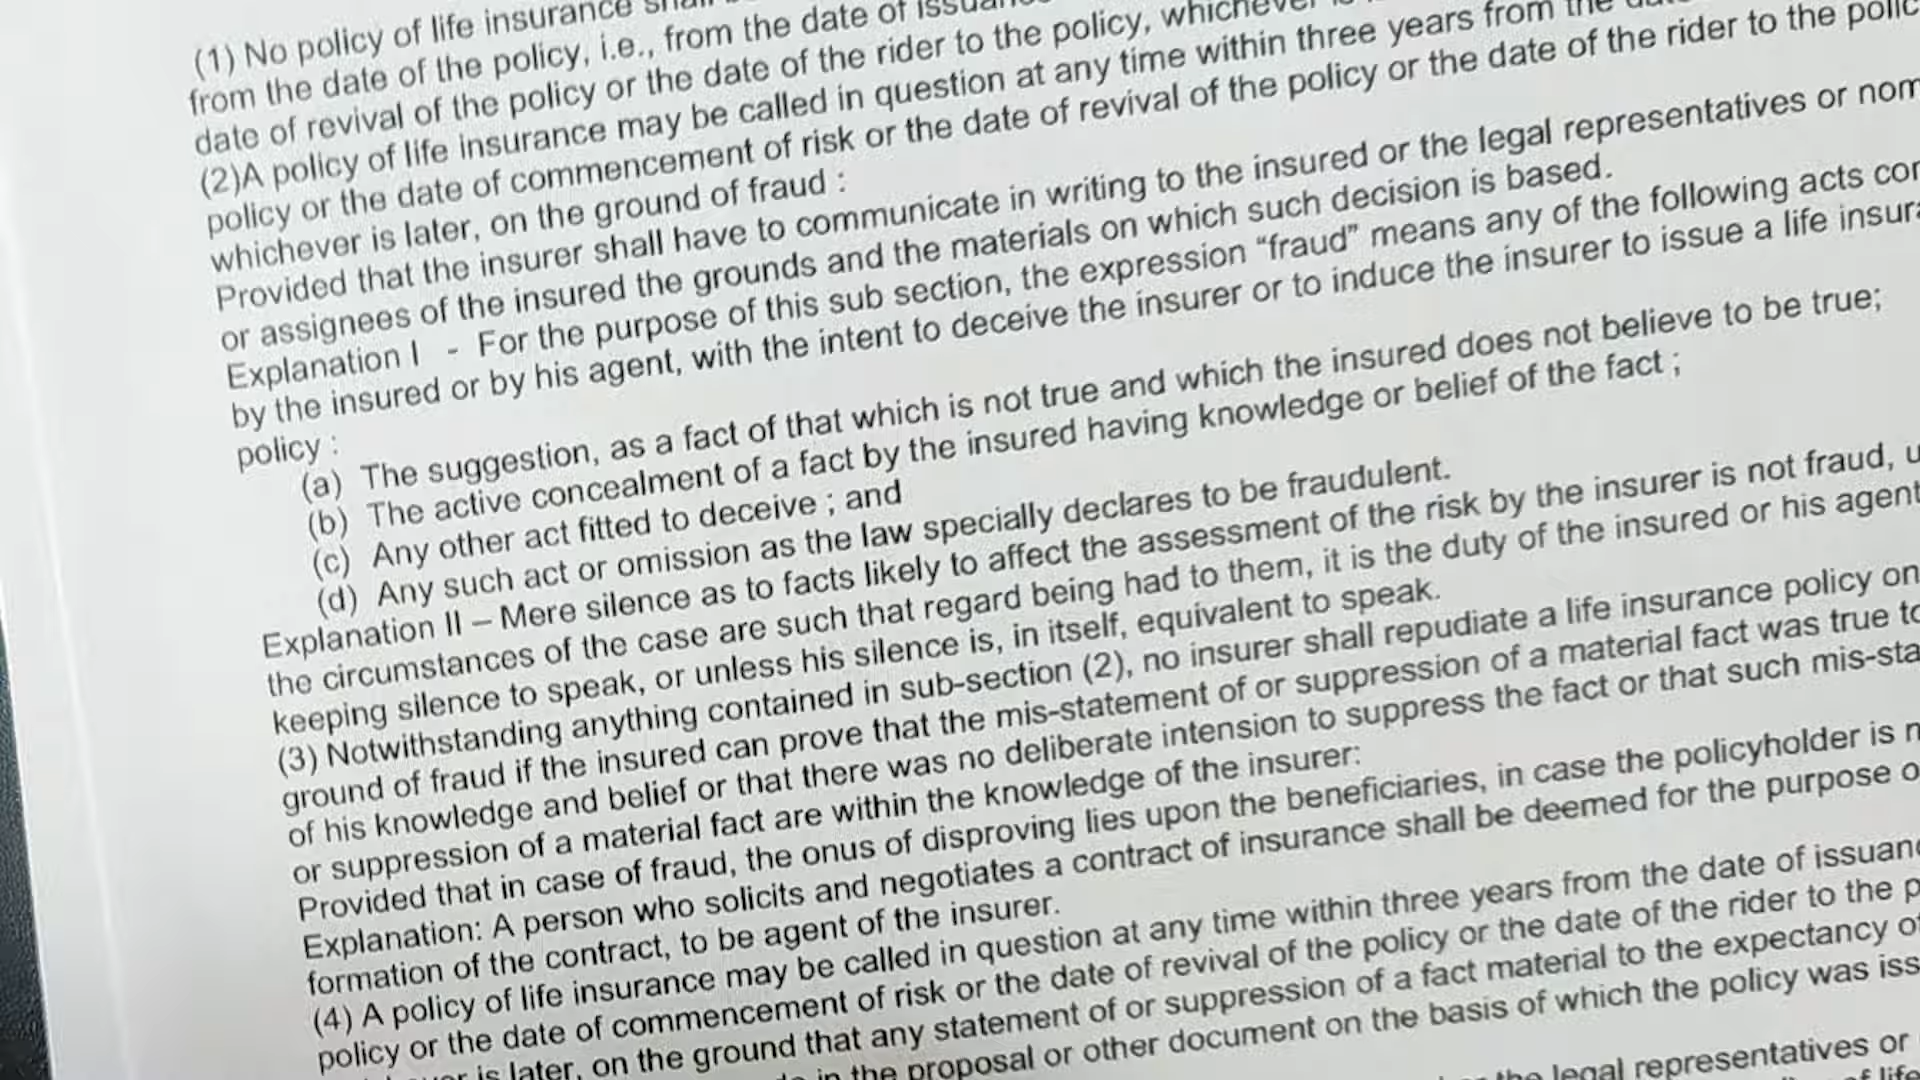 (1) No policy of life insurance
from the date of the policy, i.e., from the date of
date of revival of the policy or the date of the rider to the policy, whichever
(2)A policy of life insurance may be called in question at any time within three years from the
policy or the date of commencement of risk or the date of revival of the policy or the date of the rider to the
whichever is later, on the ground of fraud :
Provided that the insurer shall have to communicate in writing to the insured or the legal representatives or
or assignees of the insured the grounds and the materials on which such decision is based.
Explanation I - For the purpose of this sub section, the expression “fraud” means any of the following acts
by the insured or by his agent, with the intent to deceive the insurer or to induce the insurer to issue a life
policy :
(a) The suggestion, as a fact of that which is not true and which the insured does not believe to be true;
(b) The active concealment of a fact by the insured having knowledge or belief of the fact ;
(c) Any other act fitted to deceive ; and
(d) Any such act or omission as the law specially declares to be fraudulent.
Explanation II – Mere silence as to facts likely to affect the assessment of the risk by the insurer is not fraud,
the circumstances of the case are such that regard being had to them, it is the duty of the insured or his agent
keeping silence to speak, or unless his silence is, in itself, equivalent to speak.
(3) Notwithstanding anything contained in sub-section (2), no insurer shall repudiate a life insurance policy on
ground of fraud if the insured can prove that the mis-statement of or suppression of a material fact was true
of his knowledge and belief or that there was no deliberate intension to suppress the fact or that such
or suppression of a material fact are within the knowledge of the insurer:
Provided that in case of fraud, the onus of disproving lies upon the beneficiaries, in case the policyholder is
Explanation: A person who solicits and negotiates a contract of insurance shall be deemed for the purpose
formation of the contract, to be agent of the insurer.
(4) A policy of life insurance may be called in question at any time within three years from the date of
policy or the date of commencement of risk or the date of revival of the policy or the date of the rider to the
is later, on the ground that any statement of or suppression of a fact material to the expectancy
in the proposal or other document on the basis of which the policy was
the legal representatives or